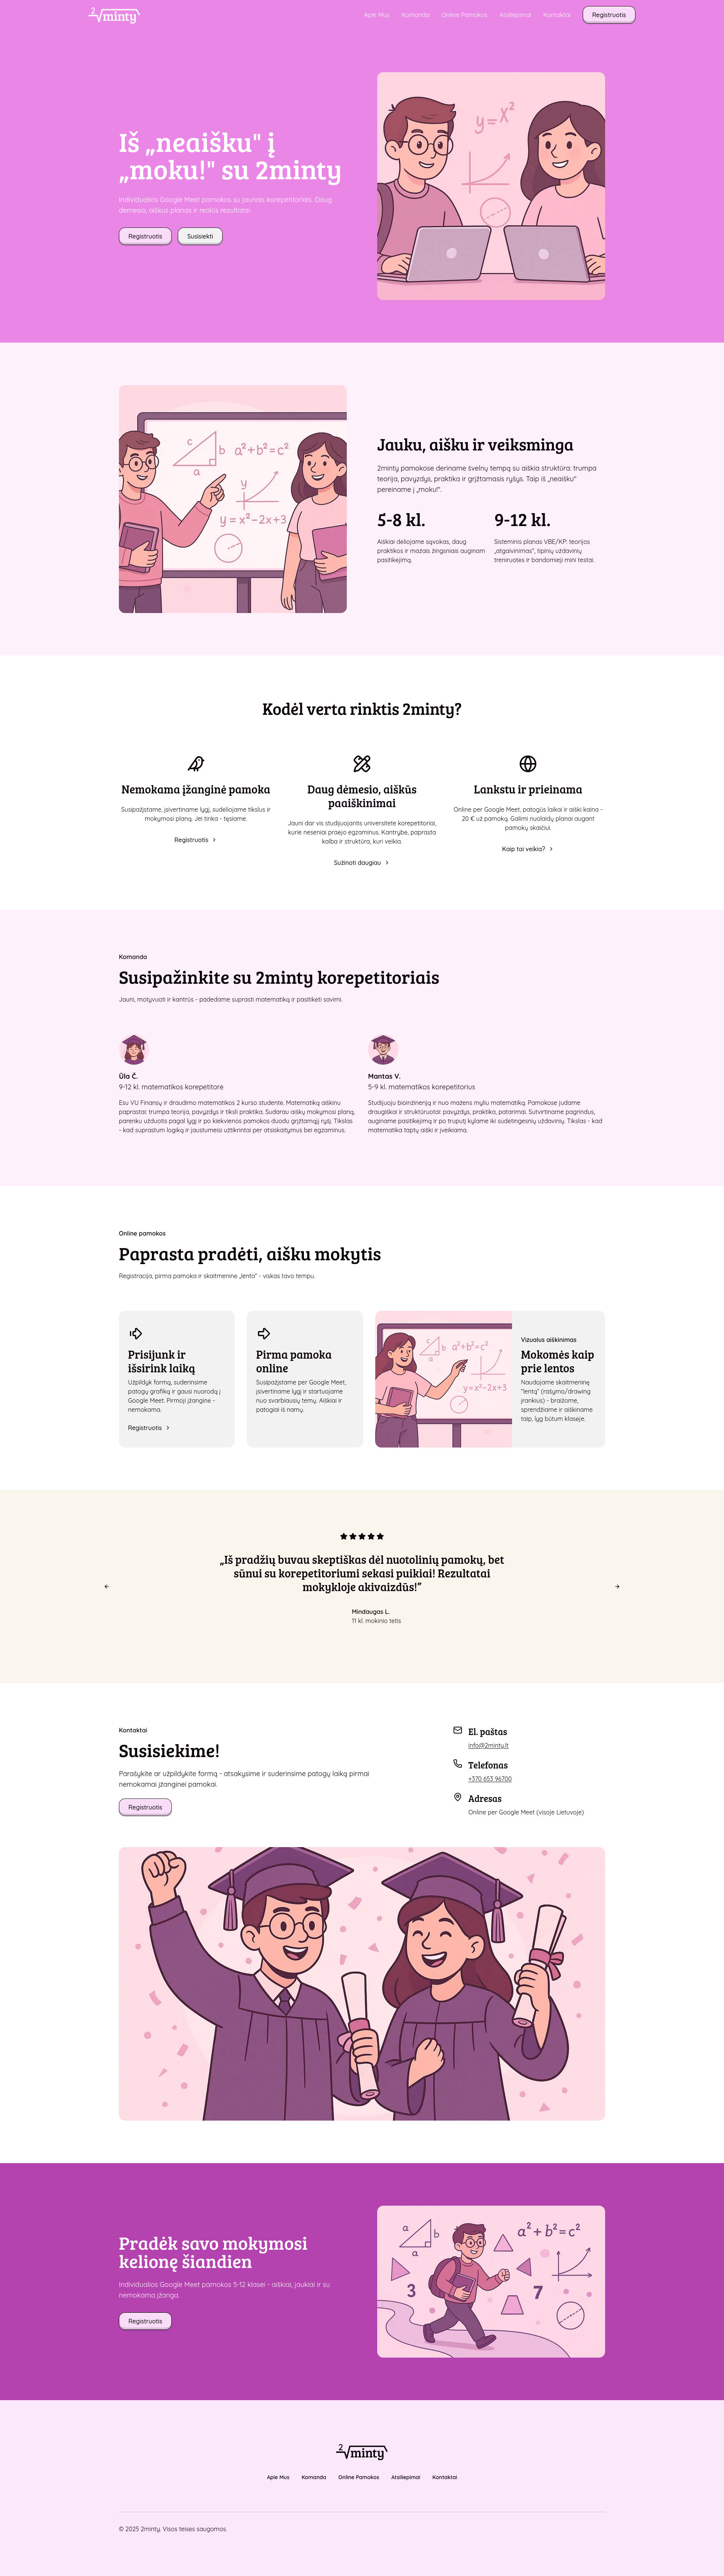 2
minty
Apie Mus Komanda Online Pamokos Atsiliepimai Kontaktai Registruotis
Iš „neaišku" į
„moku!" su 2minty
Individualios Google Meet pamokos su jaunais korepetitoriais. Daug
dėmesio, aiškus planas ir realūs rezultatai.
Registruotis Susisiekti
y=x²
c
b
a
a²+b²=c²
y
y=x²-2x+3
Jauku, aišku ir veiksminga
2minty pamokose deriname švelnų tempą su aiškia struktūra: trumpa
teorija, pavyzdys, praktika ir grįžtamasis ryšys. Taip iš „neaišku"
pereiname į „moku!".
5-8 kl.
Aiškiai dėliojame sąvokas, daug
praktikos ir mažais žingsniais auginam
pasitikėjimą.
9-12 kl.
Sisteminis planas VBE/KP: teorijos
„atgaivinimas", tipinių uždavinių
treniruotės ir bandomieji mini testai.
Kodėl verta rinktis 2minty?
Nemokama įžanginė pamoka
Susipažįstame, įsivertiname lygį, sudėliojame tikslus ir
mokymosi planą. Jei tinka - tęsiame.
Registruotis
Daug dėmesio, aiškūs
paaiškinimai
Jauni dar vis studijuojantis universitete korepetitoriai,
kurie neseniai praėjo egzaminus. Kantrybė, paprasta
kalba ir struktūra, kuri veikia.
Sužinoti daugiau
Lankstu ir prieinama
Online per Google Meet, patogūs laikai ir aiški kaina -
20 € už pamoką. Galimi nuolaidų planai augant
pamokų skaičiui.
Kaip tai veikia?
Komanda
Susipažinkite su 2minty korepetitoriais
Jauni, motyvuoti ir kantrūs - padedame suprasti matematiką ir pasitikėti savimi.
Ūla Č.
9-12 kl. matematikos korepetitorė
Esu VU Finansų ir draudimo matematikos 2 kurso studentė. Matematiką aiškinu
paprastai: trumpa teorija, pavyzdys ir tiksli praktika. Sudarau aiškų mokymosi planą,
parenku užduotis pagal lygį ir po kiekvienos pamokos duodu grįžtamąjį ryšį. Tikslas
- kad suprastum logiką ir jaustumeisi užtikrintai per atsiskaitymus bei egzaminus.
Mantas V.
5-9 kl. matematikos korepetitorius
Studijuoju bioinžineriją ir nuo mažens myliu matematiką. Pamokose judame
draugiškai ir struktūruotai: pavyzdys, praktika, patarimai. Sutvirtiname pagrindus,
auginame pasitikėjimą ir po truputį kylame iki sudėtingesnių uždavinių. Tikslas - kad
matematika taptų aiški ir įveikiama.
Online pamokos
Paprasta pradėti, aišku mokytis
Registracija, pirma pamoka ir skaitmeninė „lenta" - viskas tavo tempu.
Prisijunk ir
išsirink laiką
Užpildyk formą, suderinsime
patogų grafiką ir gausi nuorodą į
Google Meet. Pirmoji įžanginė -
nemokama.
Registruotis
Pirma pamoka
online
Susipažįstame per Google Meet,
įsivertiname lygį ir startuojame
nuo svarbiausių temų. Aiškiai ir
patogiai iš namų.
c
b
a
a²+b²=c²
y=x²-2x+3
Vizualus aiškinimas
Mokomės kaip
prie lentos
Naudojame skaitmeninę
"lentą" (rašymo/drawing
įrankius) - braižome,
sprendžiame ir aiškiname
taip, lyg būtum klasėje.
„Iš pradžių buvau skeptiškas dėl nuotolinių pamokų, bet
sūnui su korepetitoriumi sekasi puikiai! Rezultatai
mokykloje akivaizdūs!"
Mindaugas L.
11 kl. mokinio tėtis
Kontaktai
Susisiekime!
Parašykite ar užpildykite formą - atsakysime ir suderinsime patogų laiką pirmai
nemokamai įžanginei pamokai.
Registruotis
El. paštas
info@2minty.lt
Telefonas
+370 653 96700
Adresas
Online per Google Meet (visoje Lietuvoje)
Pradėk savo mokymosi
kelionę šiandien
Individualios Google Meet pamokos 5-12 klasei - aiškiai, jaukiai ir su
nemokama įžanga.
Registruotis
a
b
a
a²+b²=c²
3
7
2
minty
Apie Mus Komanda Online Pamokos Atsiliepimai Kontaktai
© 2025 2minty. Visos teisės saugomos.